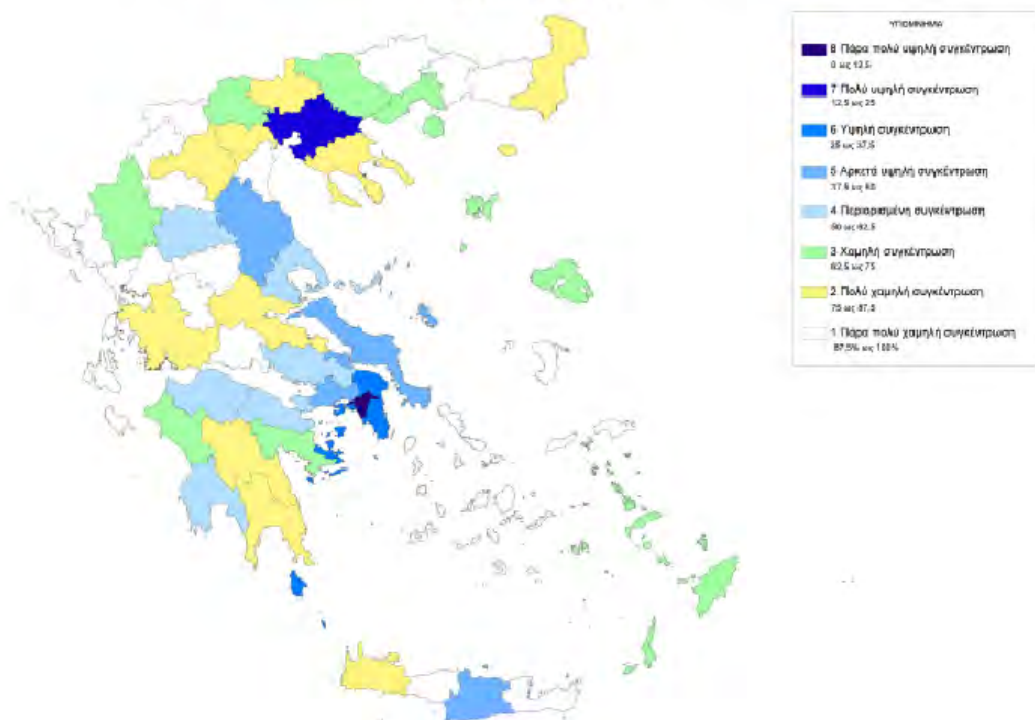 ΥΠΟΜΝΗΜΑ
8 Πάρα πολύ υψηλή συγκέντρωση
0 ως 12,5
7 Πολύ υψηλή συγκέντρωση
12,5 ως 25
6 Υψηλή συγκέντρωση
25 ως 37,5
5 Αρκετά υψηλή συγκέντρωση
37,5 ως 50
4 Περιορισμένη συγκέντρωση
50 ως 62,5
3 Χαμηλή συγκέντρωση
62,5 ως 75
2 Πολύ χαμηλή συγκέντρωση
75 ως 87,5
1 Πάρα πολύ χαμηλή συγκέντρωση
87,5% ως 100%